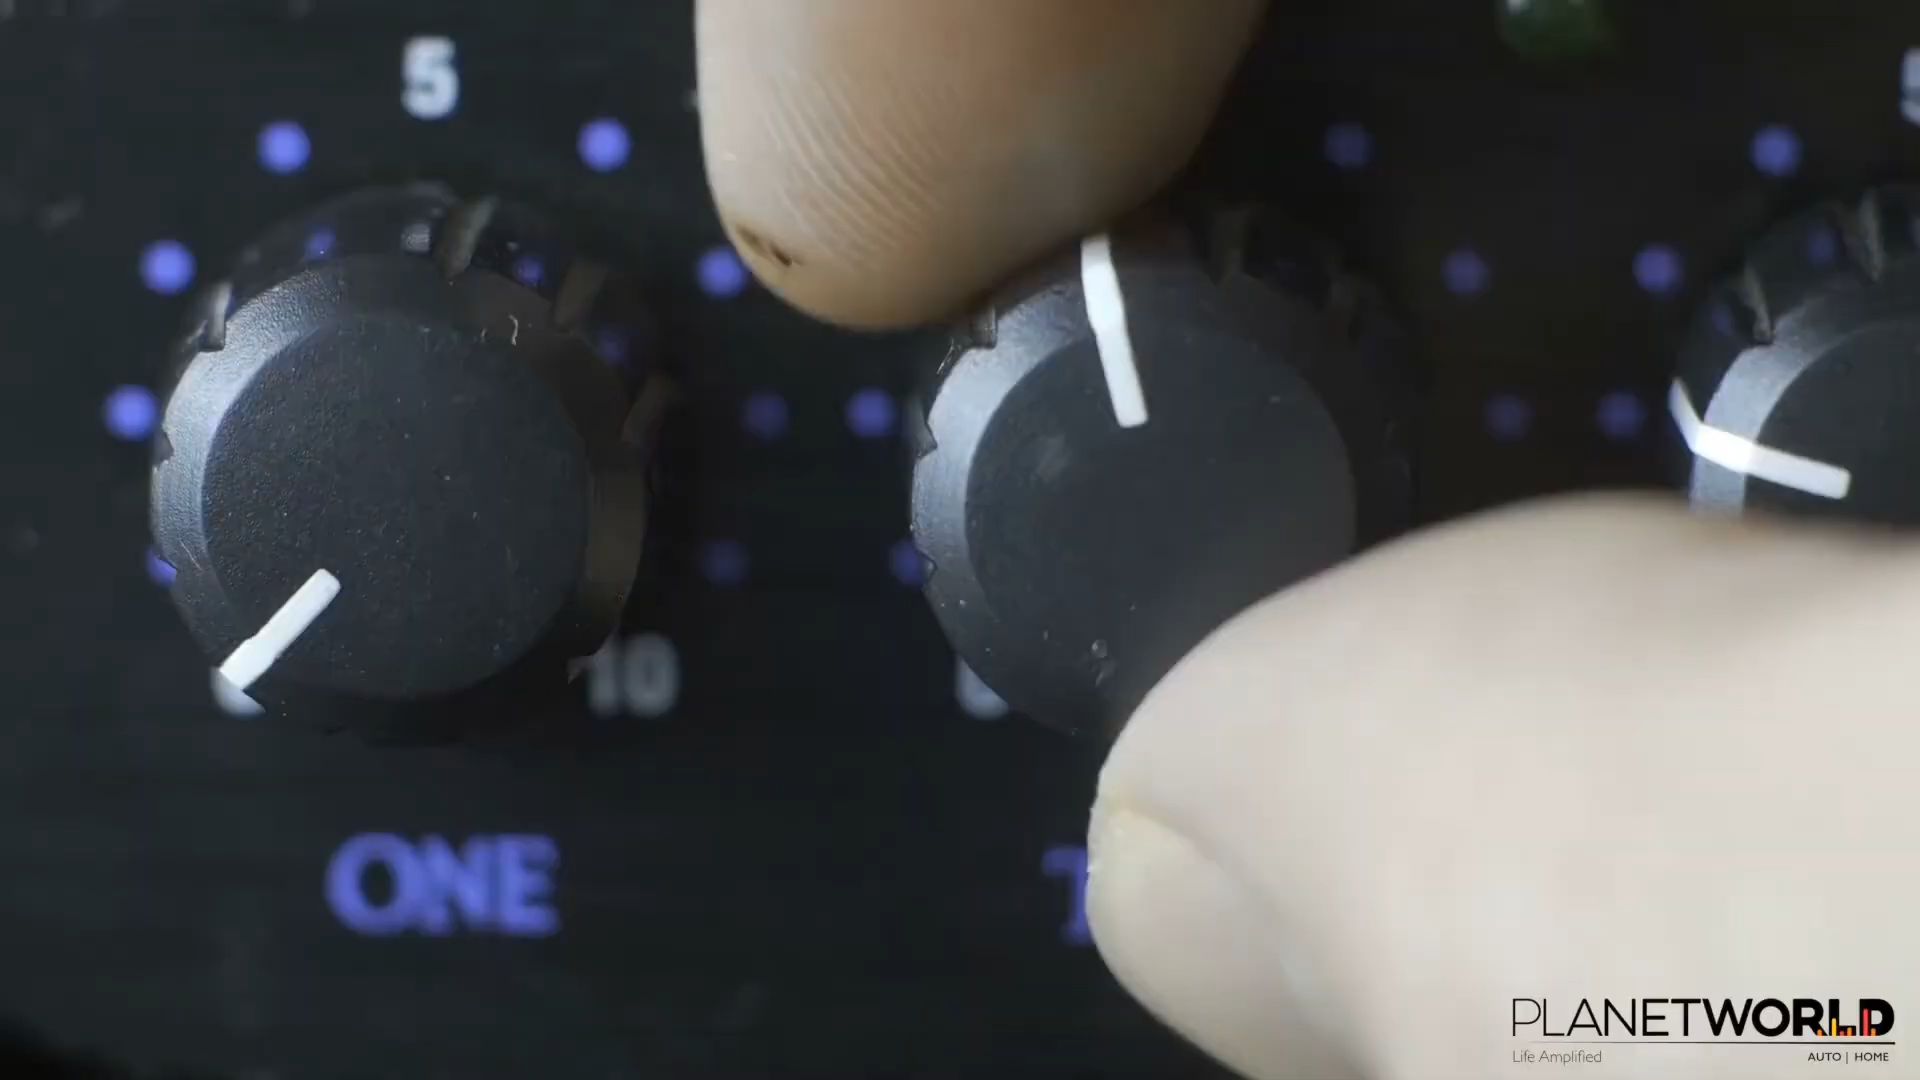 5
10
ONE
PLANETWORLD
Life Amplified
AUTO | HOME